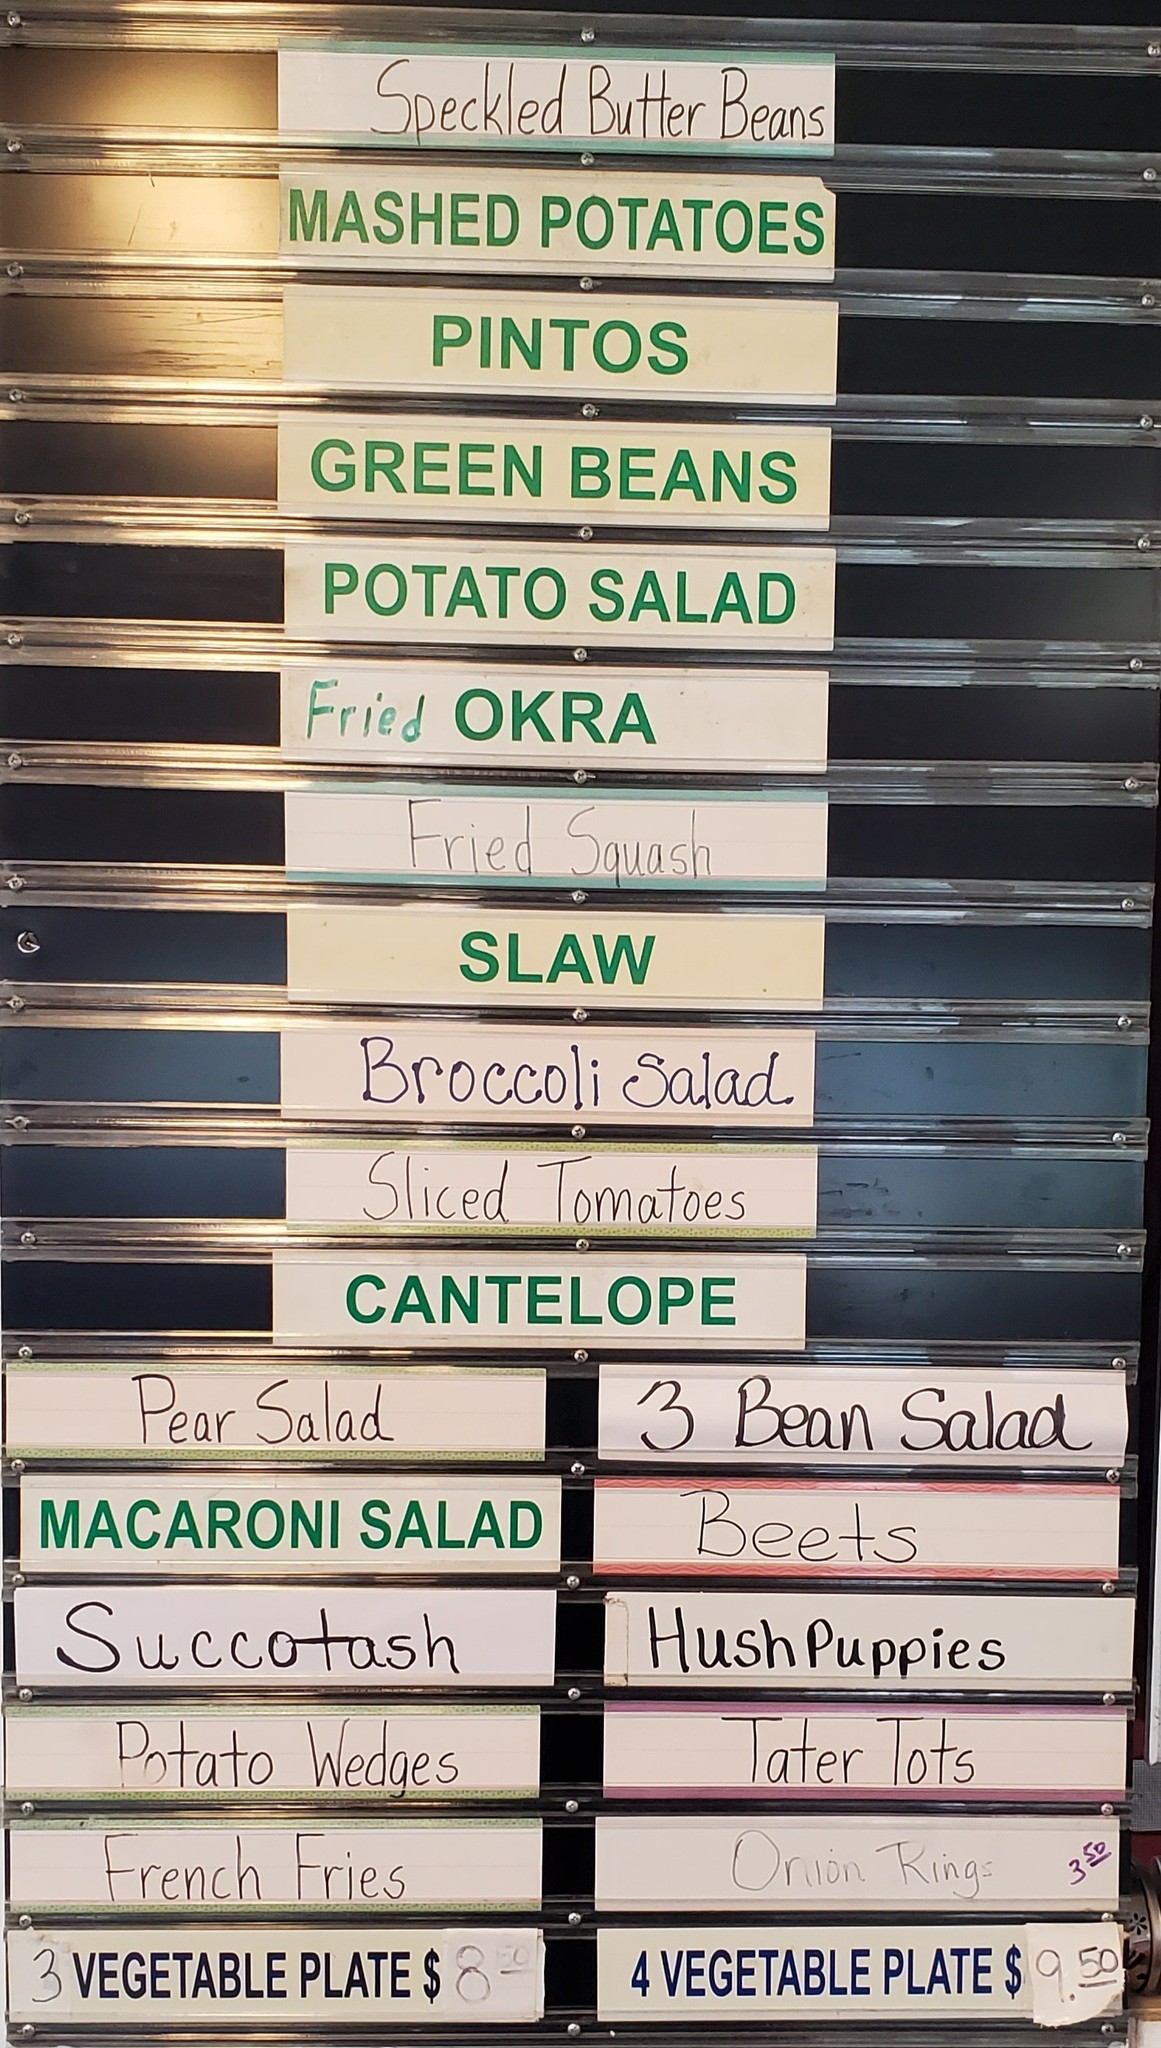 Speckled Butter Beans
MASHED POTATOES
PINTOS
GREEN BEANS
POTATO SALAD
Fried OKRA
Fried Squash
SLAW
Broccoli Salad
Sliced Tomatoes
CANTELOPE
Pear Salad
3 Bean Salad
MACARONI SALAD
Beets
Succotash
HushPuppies
Potato Wedges
Tater Tots
French Fries
Onion Rings 3 50
3 VEGETABLE PLATE $ 8 50
4 VEGETABLE PLATE $ 9.50